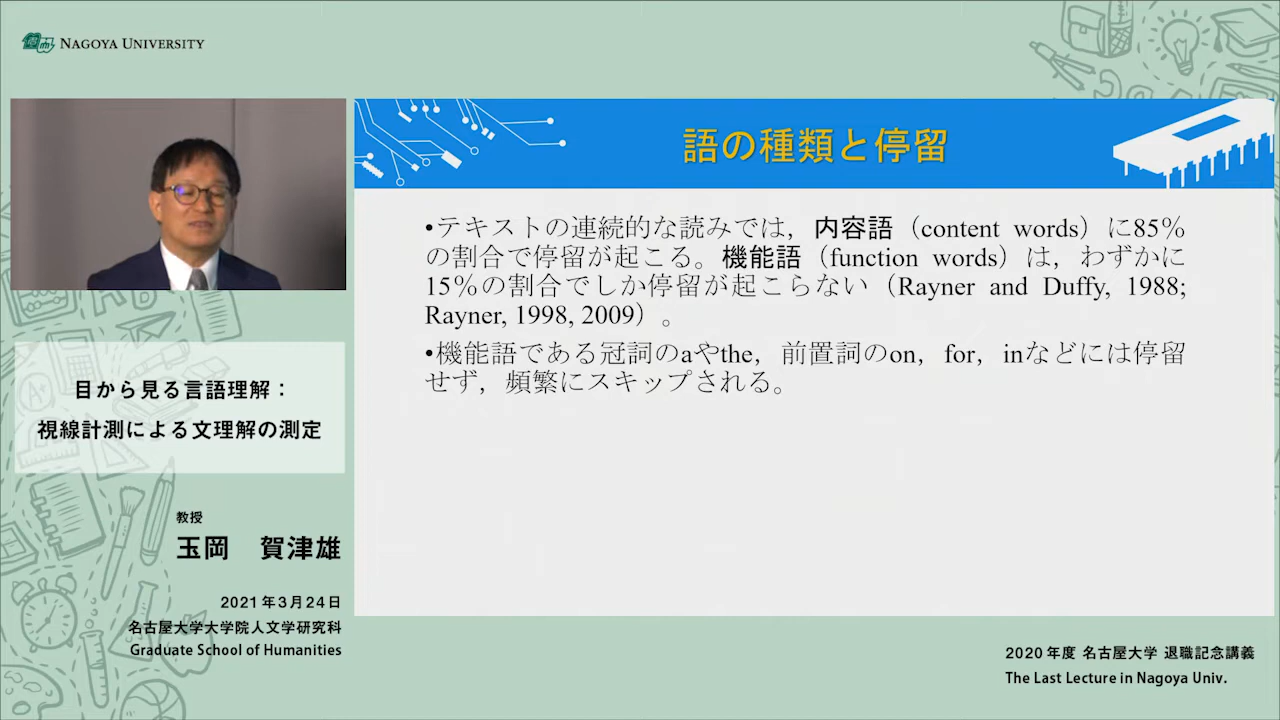 NAGOYA UNIVERSITY
語の種類と停留
•テキストの連続的な読みでは，内容語（content words）に85％
の割合で停留が起こる。機能語（function words）は，わずかに
15％の割合でしか停留が起こらない（Rayner and Duffy, 1988;
Rayner, 1998, 2009）。
•機能語である冠詞のaやthe，前置詞のon，for，inなどには停留
せず，頻繁にスキップされる。
目から見る言語理解：
視線計測による文理解の測定
教授
玉岡　賀津雄
2021年3月24日
名古屋大学大学院人文学研究科
Graduate School of Humanities
2020年度 名古屋大学 退職記念講義
The Last Lecture in Nagoya Univ.